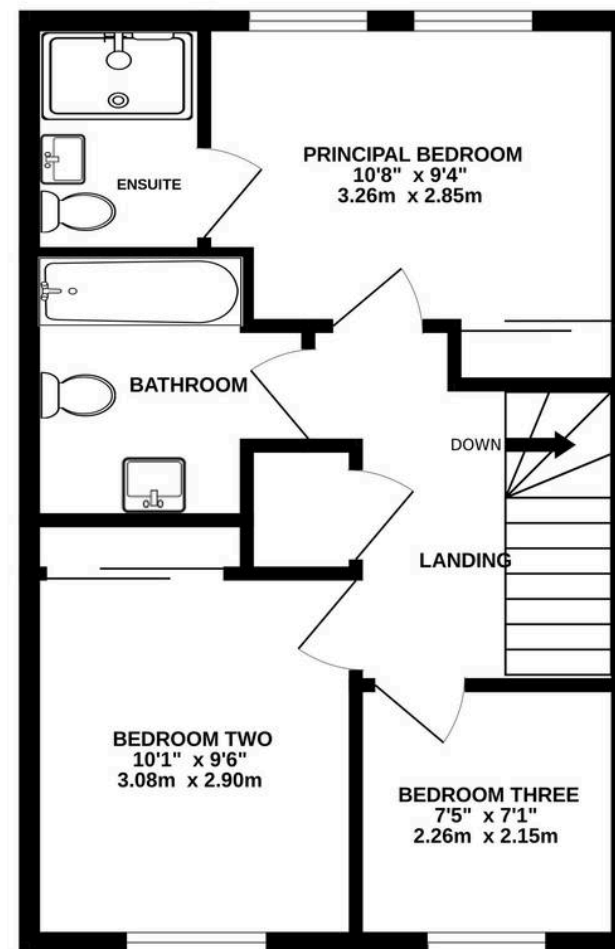 PRINCIPAL BEDROOM
10'8" x 9'4"
3.26m x 2.85m
ENSUITE
BATHROOM
DOWN
LANDING
BEDROOM TWO
10'1" x 9'6"
3.08m x 2.90m
BEDROOM THREE
7'5" x 7'1"
2.26m x 2.15m